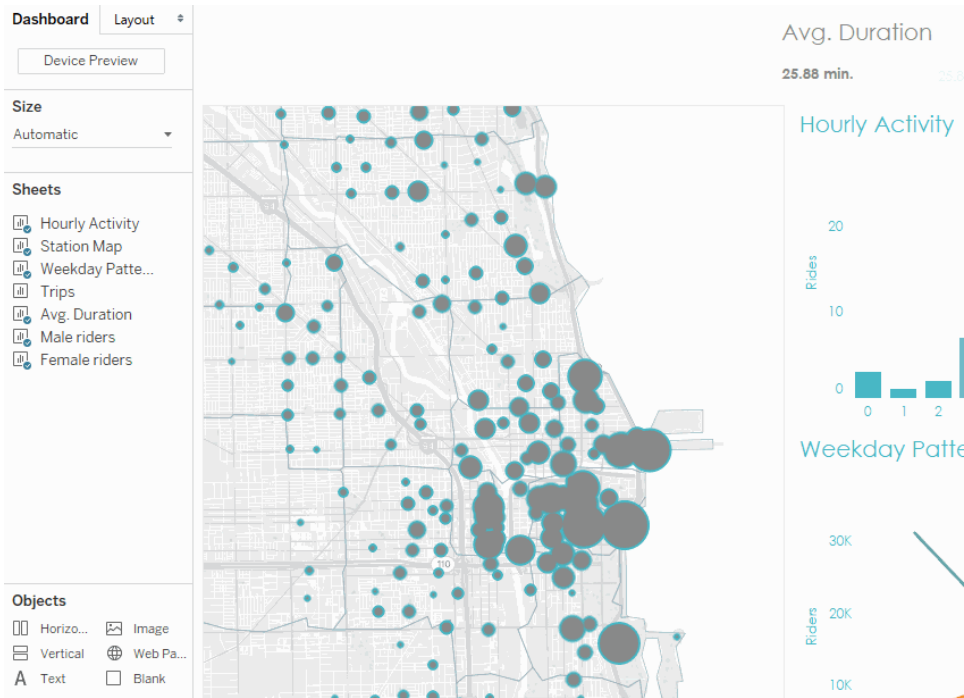 Dashboard
Layout
Device Preview
Size
Automatic
Sheets
Hourly Activity
Station Map
Weekday Patte...
Trips
Avg. Duration
Male riders
Female riders
Objects
Horizo...
Image
Vertical
Web Pa...
A Text
Blank
Avg. Duration
25.88 min.
110
Hourly Activity
20
Rides
10
0
0 1 2
Weekday Patte
30K
Riders
20K
10K